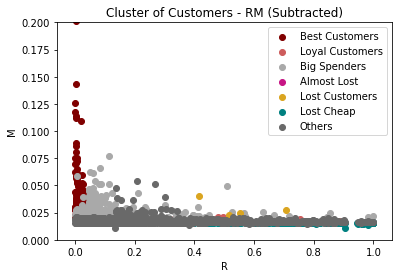 Cluster of Customers - RM (Subtracted)
0.200
0.175
0.150
0.125
0.100
0.075
0.050
0.025
0.000
M
Best Customers
Loyal Customers
Big Spenders
Almost Lost
Lost Customers
Lost Cheap
Others
0.0 0.2 0.4 0.6 0.8 1.0
R